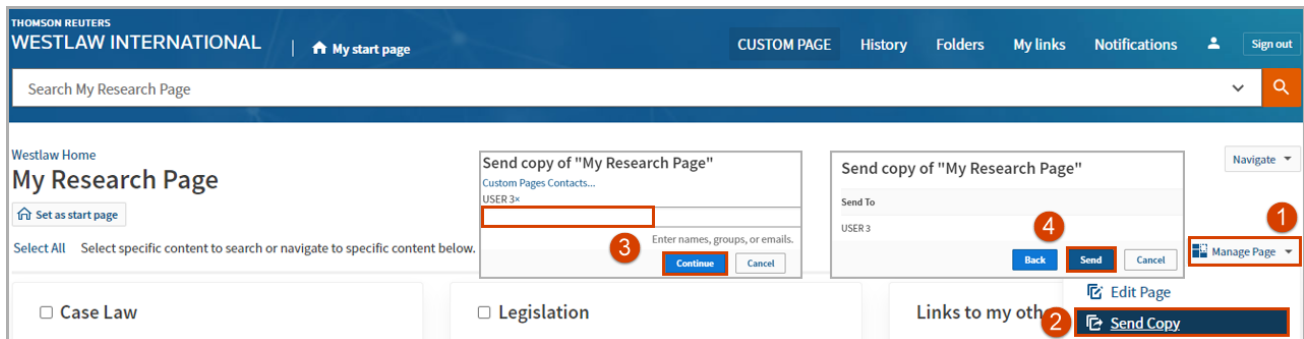 THOMSON REUTERS
WESTLAW INTERNATIONAL | My start page CUSTOM PAGE History Folders My links Notifications Sign out
Search My Research Page
Westlaw Home
My Research Page
Set as start page
Select All Select specific content to search or navigate to specific content below.
Send copy of "My Research Page"
Custom Pages Contacts...
USER 3×
Enter names, groups, or emails.
3
Continue Cancel
Send copy of "My Research Page"
Send To
USER 3
4
Back Send Cancel
Navigate
1
Manage Page
Edit Page
2 Send Copy
Case Law
Legislation
Links to my oth